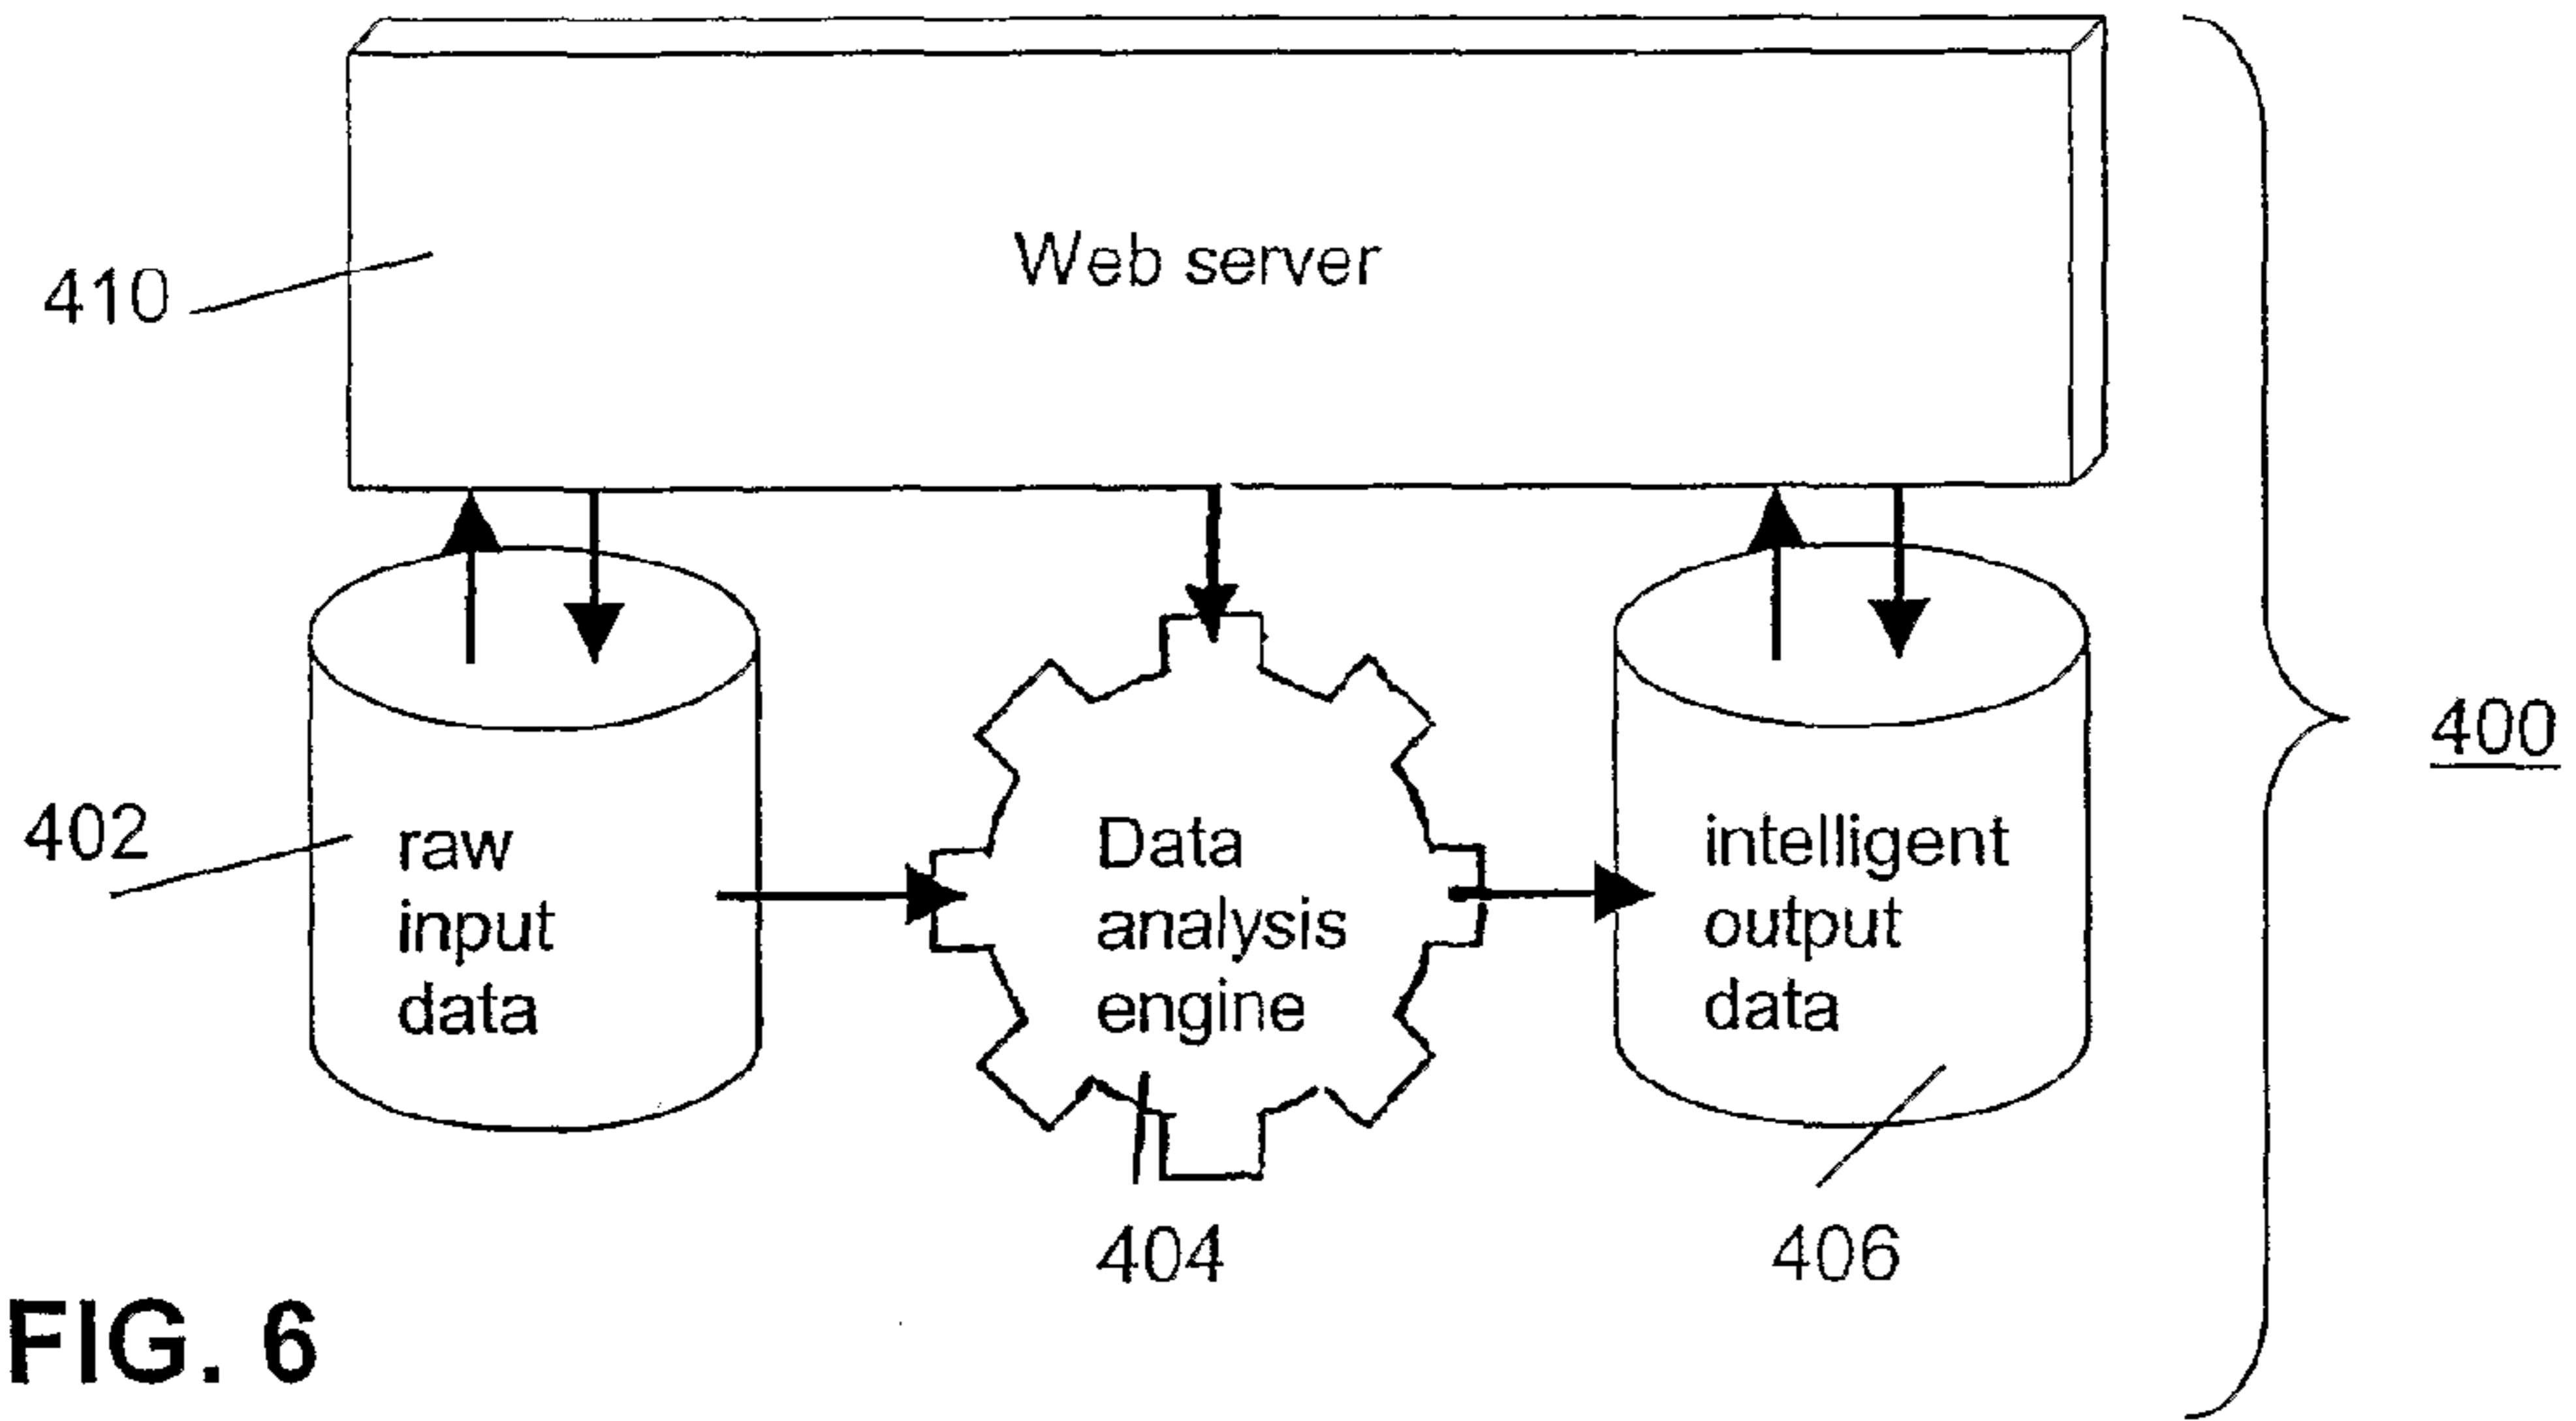 Web server
410
400
402
raw
input
data
Data
analysis
engine
intelligent
output
data
404
406
FIG. 6